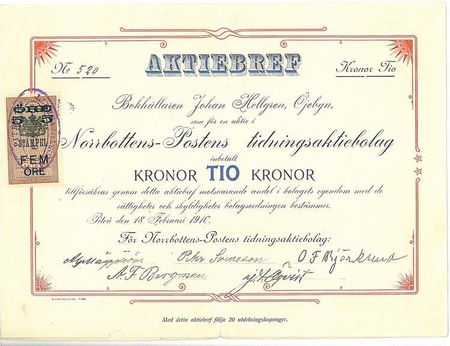 AKTIEBREF
No 520
Kronor Tio
Bokhållaren Johan Hellgren, Öjebyn,
som för en aktie i
Norrbottens-Postens tidningsaktiebolag
inbetalt
KRONOR TIO KRONOR
tillförsäkras genom detta aktiebref motsvarande andel i bolagets egendom med de
rättigheter och skyldigheter bolagsordningen bestämmer.
Piteå den 18 Februari 1910.
För Norrbottens-Postens tidningsaktiebolag:
O F Björklund
A. F. Bergman
5 5
STÄMPEL
FEM
ÖRE
Med detta aktiebref följa 20 utdelningskuponger.